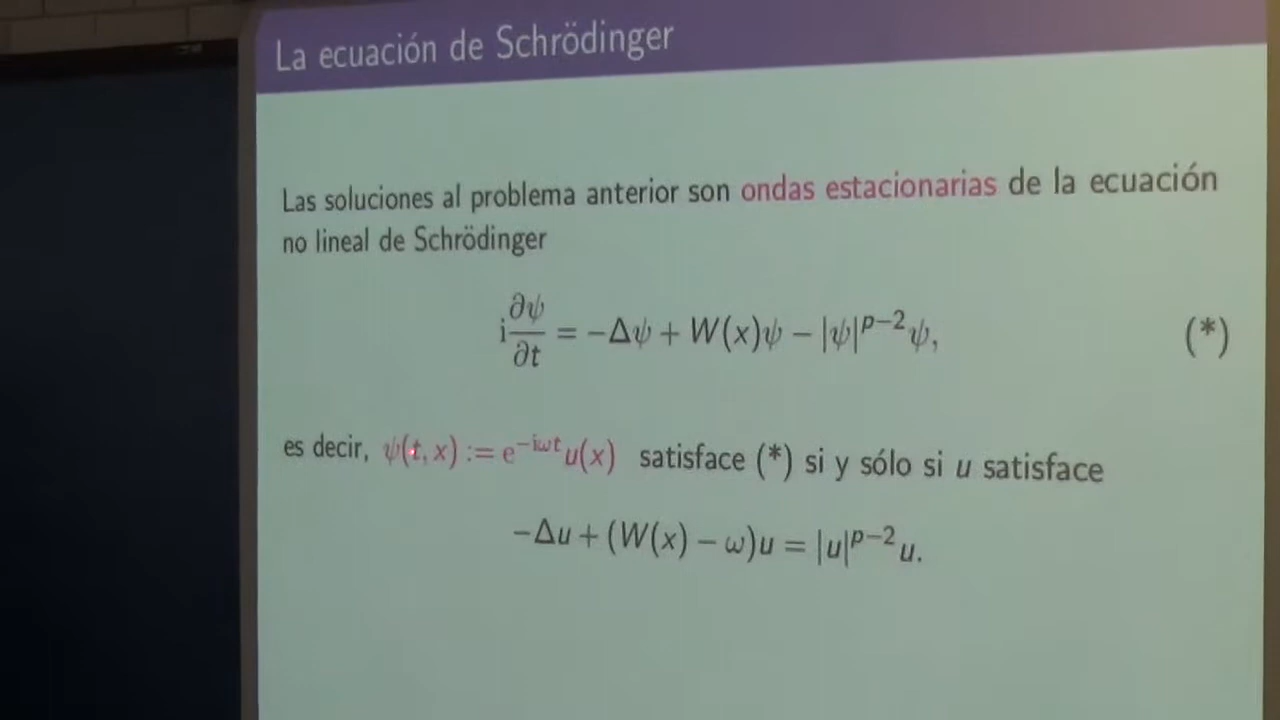 La ecuación de Schrödinger
Las soluciones al problema anterior son ondas estacionarias de la ecuación
no lineal de Schrödinger
i ∂ψ/∂t = −Δψ + W(x)ψ − |ψ|^{p−2}ψ, (*)
es decir, ψ(t, x) := e^{−iωt}u(x) satisface (*) si y sólo si u satisface
−Δu + (W(x) − ω)u = |u|^{p−2}u.